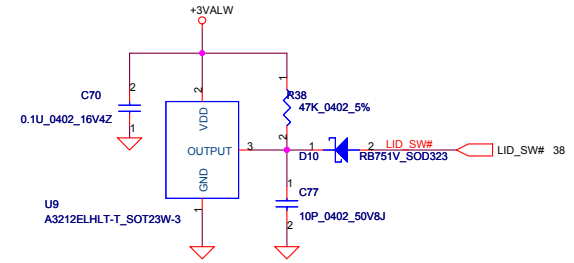 +3VALW
C70
0.1U_0402_16V4Z
2
1
2
VDD
OUTPUT
GND
3
1
U9
A3212ELHLT-T_SOT23W-3
1
R38
47K_0402_5%
2
1
D10
2
RB751V_SOD323
LID_SW#
LID_SW# 38
1
C77
10P_0402_50V8J
2